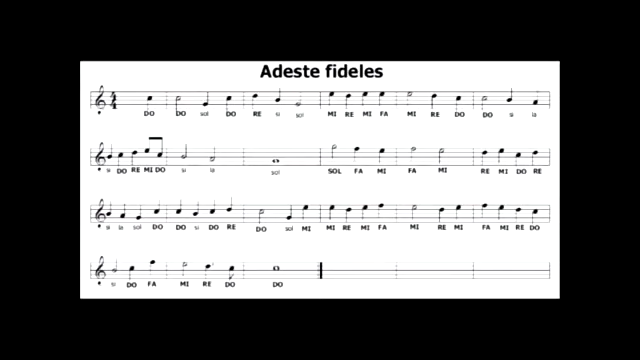 Adeste fideles
DO DO sol DO RE si sol MI RE MI FA MI RE DO DO si la
si DO RE MI DO si la sol SOL FA MI FA MI RE MI DO RE
si la sol DO DO si DO RE DO sol MI MI RE MI FA MI RE MI FA MI RE DO
si DO FA MI RE DO DO